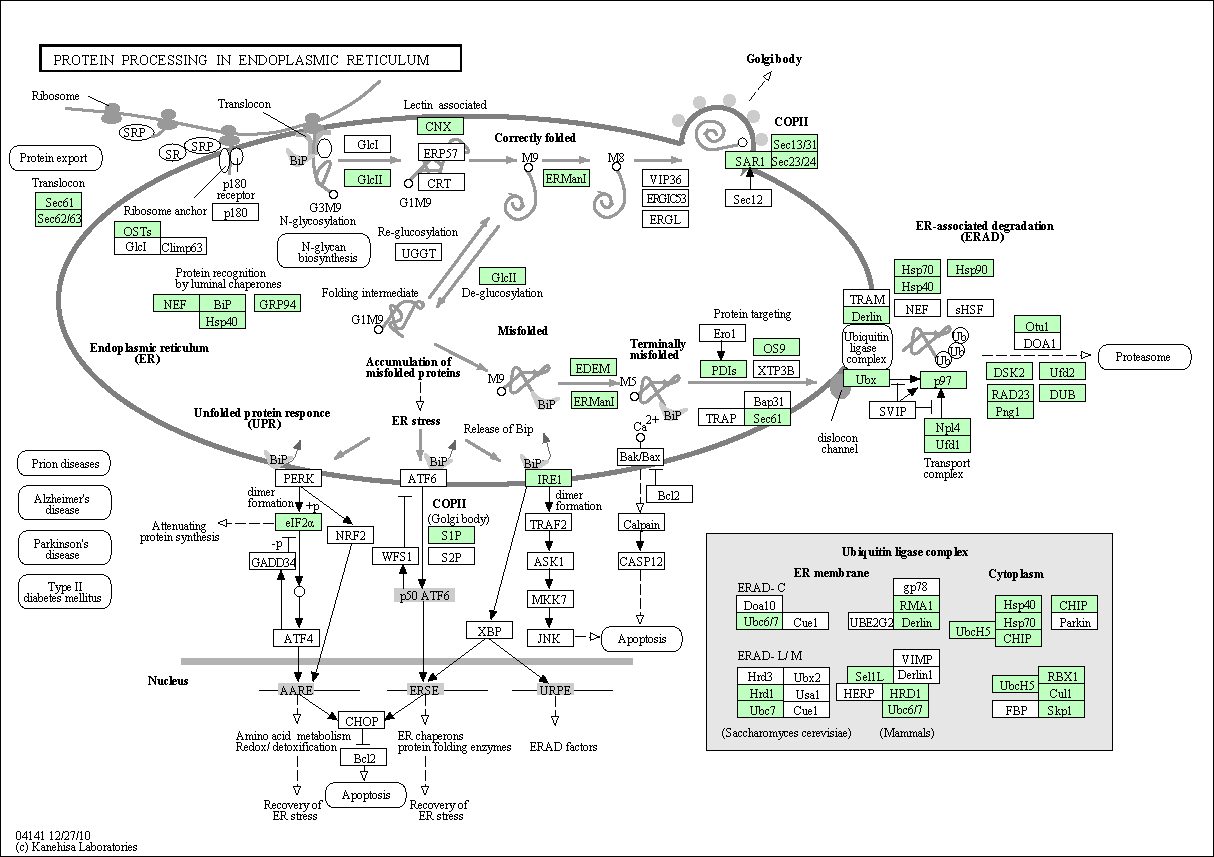 PROTEIN PROCESSING IN ENDOPLASMIC RETICULUM
Golgi body
Ribosome
SRP
SR
SRP
Translocon
Lectin associated
CNX
GlcI
ERP57
GlcII
CRT
BiP
G1M9
G3M9
N-glycosylation
N-glycan
biosynthesis
Correctly folded
M9
ERManI
M8
VIP36
ERGIC53
ERGL
COPII
Sec13/31
SAR1
Sec23/24
Sec12
Protein export
Translocon
Sec61
Sec62/63
p180
receptor
p180
Ribosome anchor
OSTs
GlcI
Climp63
Re-glucosylation
UGGT
GlcII
De-glucosylation
Protein recognition
by luminal chaperones
NEF
BiP
GRP94
Hsp40
Folding intermediate
G1M9
Endoplasmic reticulum
(ER)
Misfolded
Accumulation of
misfolded proteins
M9
BiP
EDEM
ERManI
Terminally
misfolded
M5
BiP
Protein targeting
Ero1
OS9
PDIs
XTP3B
Bap31
TRAP
Sec61
ER-associated degradation
(ERAD)
Hsp70
Hsp90
Hsp40
TRAM
Derlin
NEF
sHSF
Ubiquitin
ligase
complex
Ub
Ub
Ub
Otu1
DOA1
Proteasome
Ubx
p97
DSK2
Ufd2
RAD23
DUB
Png1
SVIP
Npl4
Ufd1
Transport
complex
dislocon
channel
Unfolded protein responce
(UPR)
ER stress
Release of Bip
Ca2+
Bak/Bax
Bcl2
BiP
PERK
BiP
ATF6
BiP
IRE1
Prion diseases
Alzheimer's
disease
Parkinson's
disease
Type II
diabetes mellitus
dimer
formation
+p
eIF2α
Attenuating
protein synthesis
-p
GADD34
NRF2
ATF4
COPII
(Golgi body)
S1P
S2P
WFS1
p50 ATF6
dimer
formation
TRAF2
ASK1
MKK7
JNK
XBP
Calpain
CASP12
Apoptosis
Nucleus
AARE
ERSE
URPE
CHOP
Bcl2
Apoptosis
Amino acid metabolism
Redox/ detoxification
ER chaperons
protein folding enzymes
ERAD factors
Recovery of
ER stress
Recovery of
ER stress
Ubiquitin ligase complex
ER membrane
Cytoplasm
ERAD- C
Doa10
Ubc6/7
Cue1
gp78
RMA1
UBE2G2
Derlin
Hsp40
CHIP
Hsp70
Parkin
UbcH5
CHIP
ERAD- L/ M
Hrd3
Ubx2
Hrd1
Usa1
Ubc7
Cue1
VIMP
Sel1L
Derlin1
HERP
HRD1
Ubc6/7
RBX1
UbcH5
Cul1
FBP
Skp1
(Saccharomyces cerevisiae)
(Mammals)
04141 12/27/10
(c) Kanehisa Laboratories